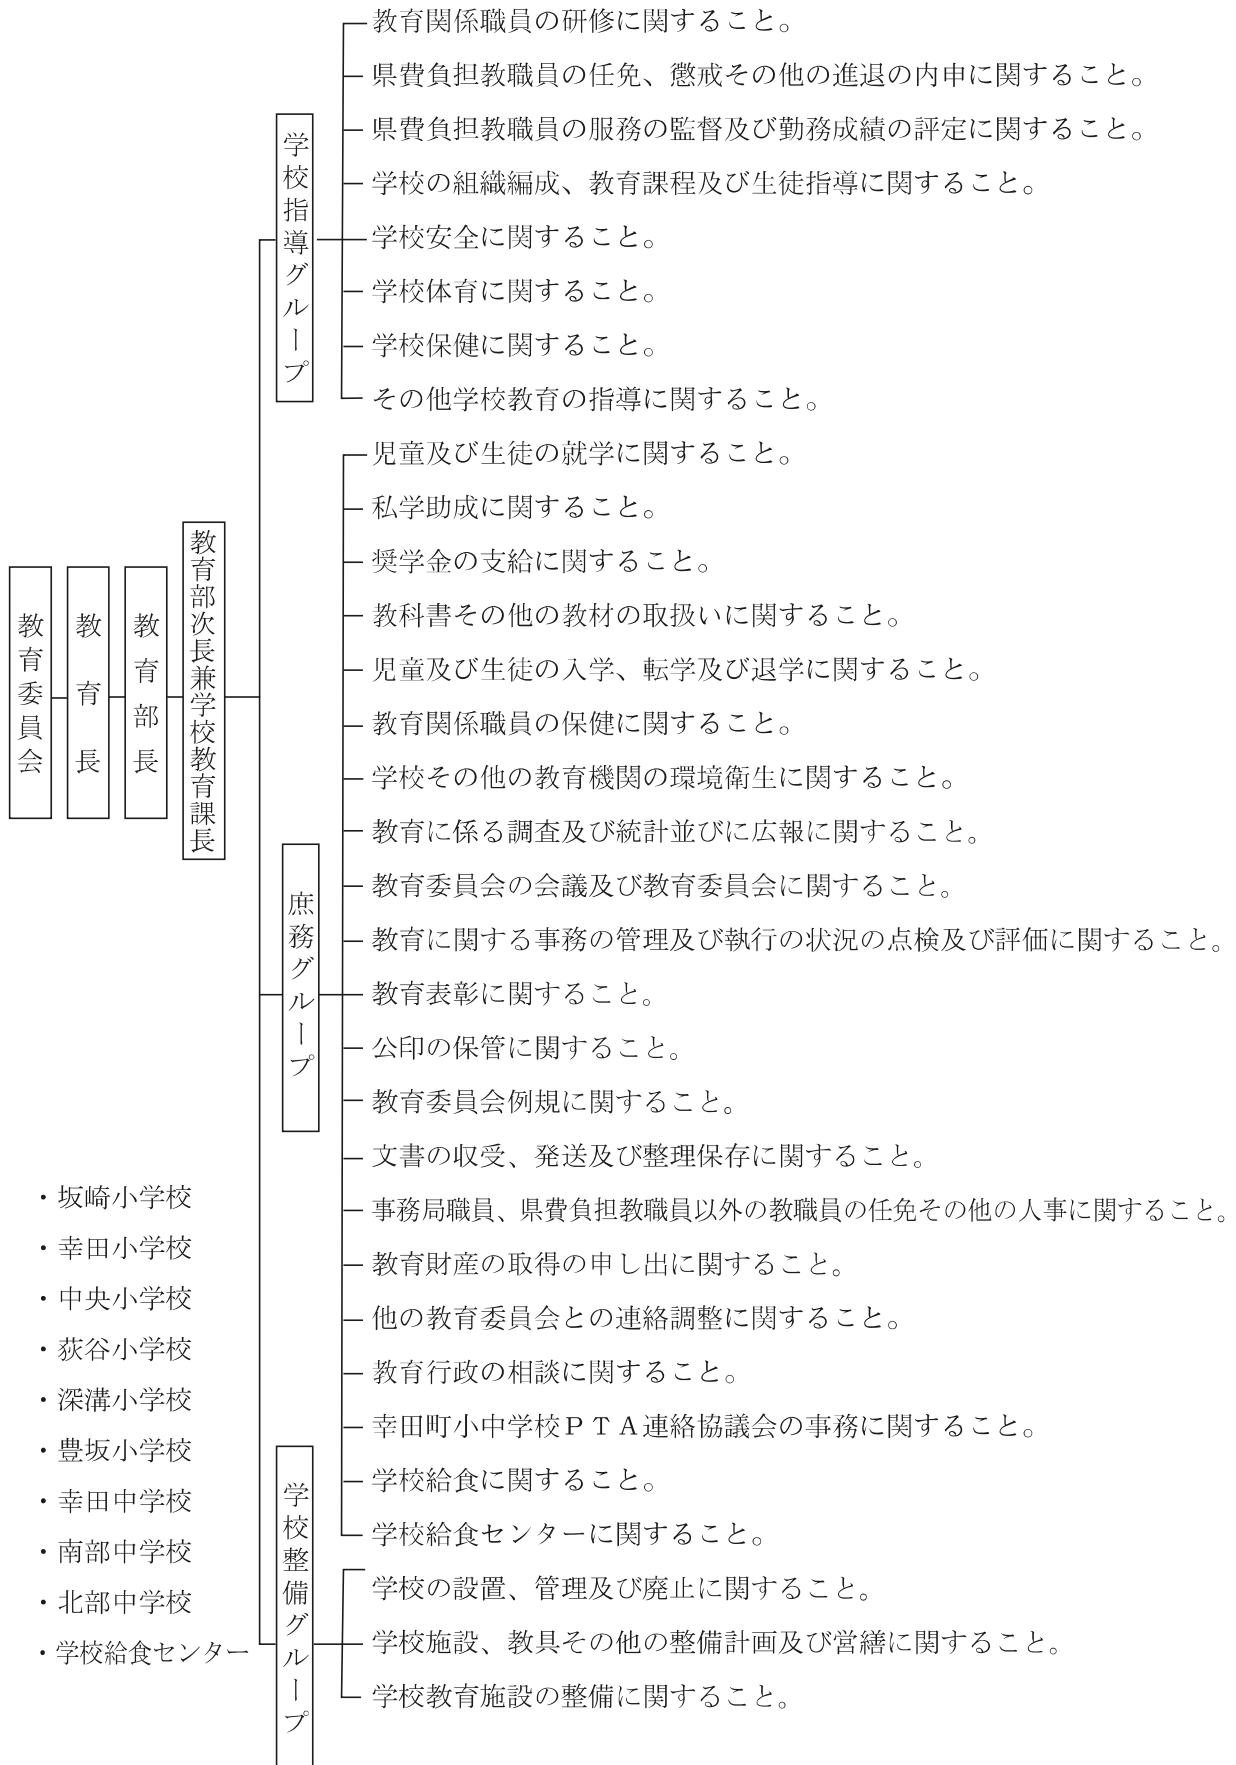 教育委員会
教育長
教育部長
教育部次長兼学校教育課長
学校指導グループ
教育関係職員の研修に関すること。
県費負担教職員の任免、懲戒その他の進退の内申に関すること。
県費負担教職員の服務の監督及び勤務成績の評定に関すること。
学校の組織編成、教育課程及び生徒指導に関すること。
学校安全に関すること。
学校体育に関すること。
学校保健に関すること。
その他学校教育の指導に関すること。
庶務グループ
児童及び生徒の就学に関すること。
私学助成に関すること。
奨学金の支給に関すること。
教科書その他の教材の取扱いに関すること。
児童及び生徒の入学、転学及び退学に関すること。
教育関係職員の保健に関すること。
学校その他の教育機関の環境衛生に関すること。
教育に係る調査及び統計並びに広報に関すること。
教育委員会の会議及び教育委員会に関すること。
教育に関する事務の管理及び執行の状況の点検及び評価に関すること。
教育表彰に関すること。
公印の保管に関すること。
教育委員会例規に関すること。
文書の収受、発送及び整理保存に関すること。
事務局職員、県費負担教職員以外の教職員の任免その他の人事に関すること。
教育財産の取得の申し出に関すること。
他の教育委員会との連絡調整に関すること。
教育行政の相談に関すること。
幸田町小中学校ＰＴＡ連絡協議会の事務に関すること。
学校給食に関すること。
学校給食センターに関すること。
学校整備グループ
学校の設置、管理及び廃止に関すること。
学校施設、教具その他の整備計画及び営繕に関すること。
学校教育施設の整備に関すること。
・坂崎小学校
・幸田小学校
・中央小学校
・荻谷小学校
・深溝小学校
・豊坂小学校
・幸田中学校
・南部中学校
・北部中学校
・学校給食センター